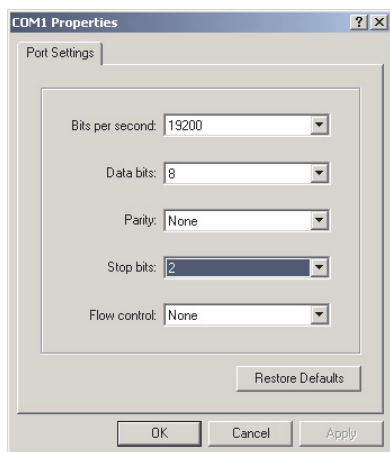 COM1 Properties
Port Settings
Bits per second: 19200
Data bits: 8
Parity: None
Stop bits: 2
Flow control: None
Restore Defaults
OK Cancel Apply